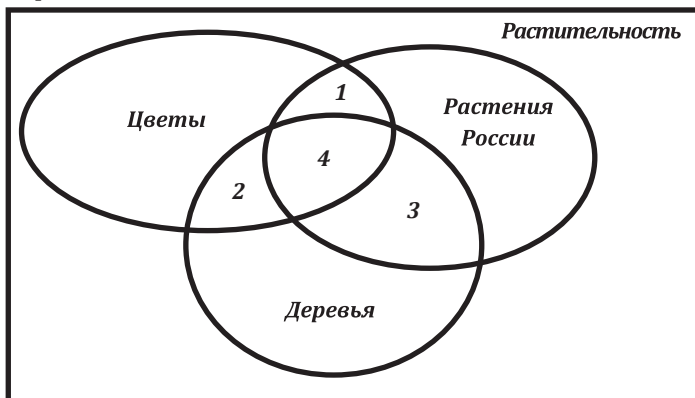 Растительность
1
Цветы
Растения
России
4
2
3
Деревья